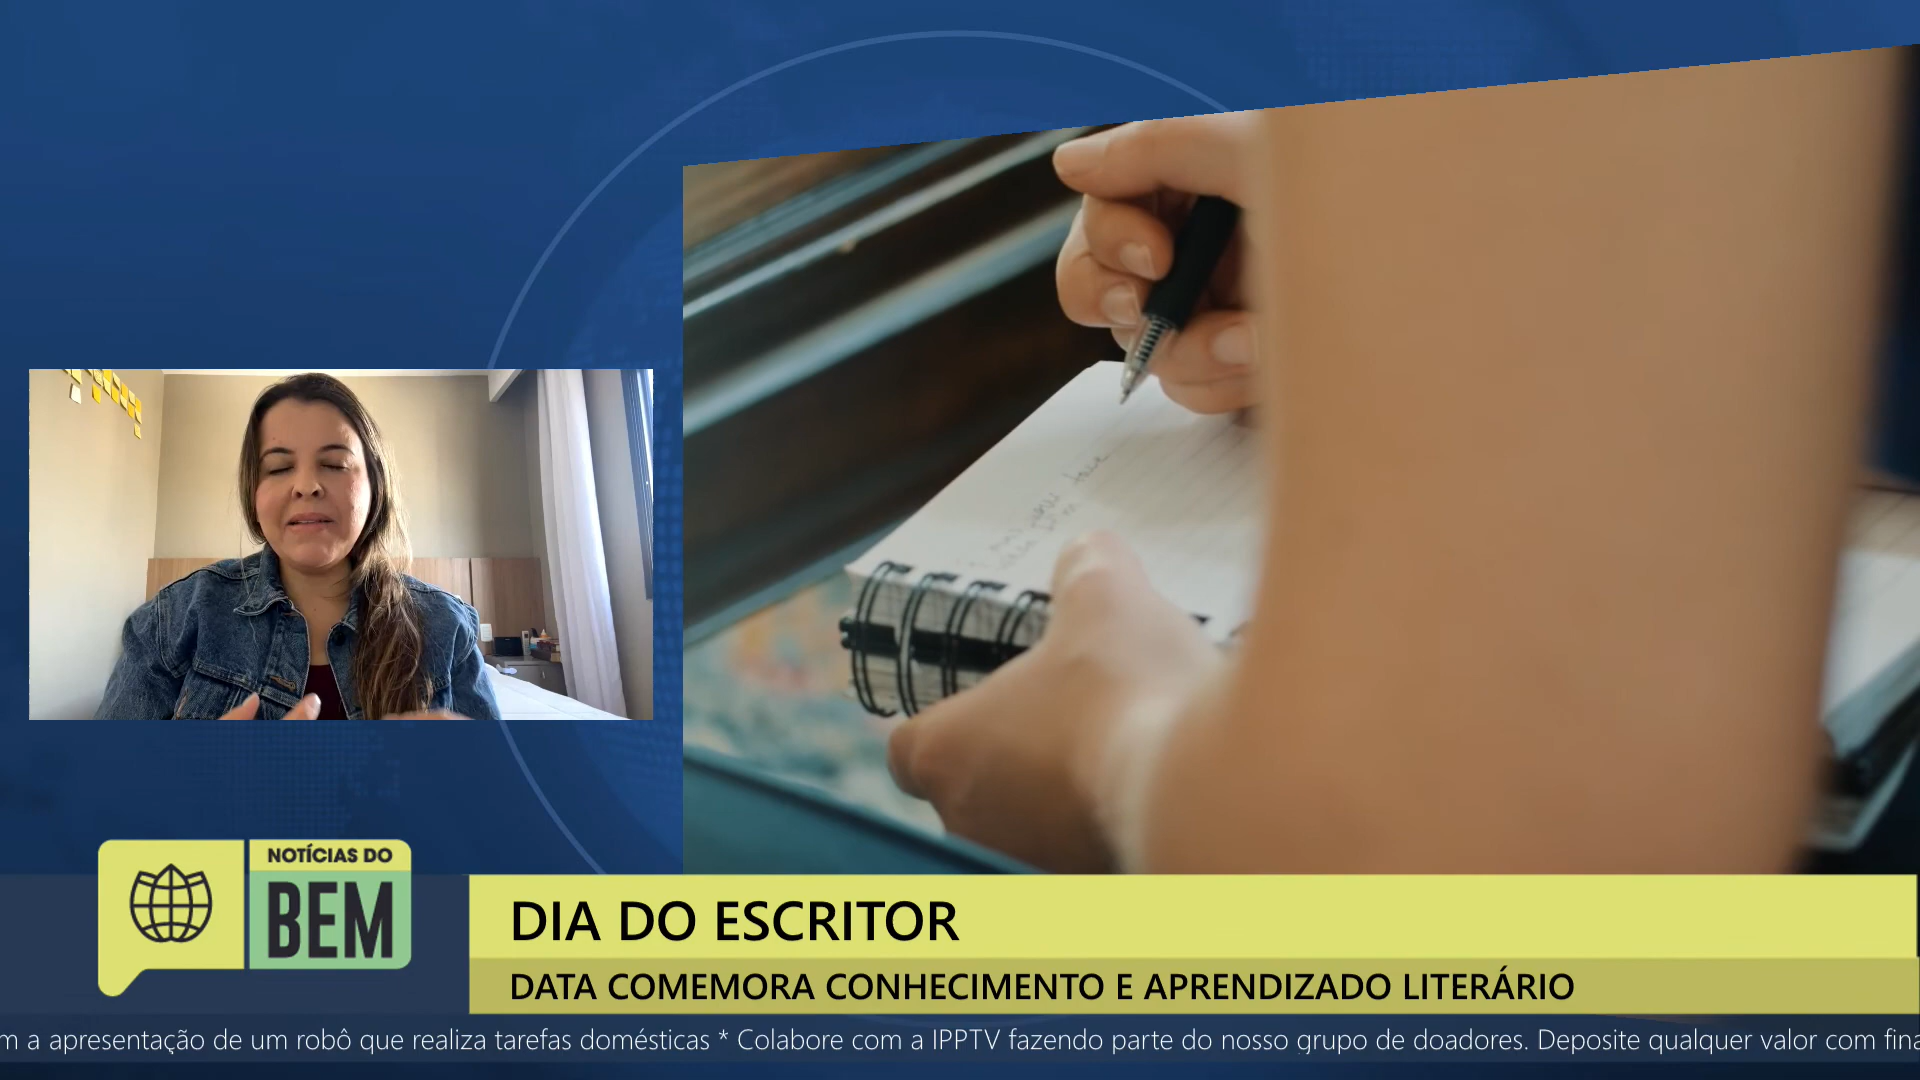 NOTÍCIAS DO
BEM
DIA DO ESCRITOR
DATA COMEMORA CONHECIMENTO E APRENDIZADO LITERÁRIO
m a apresentação de um robô que realiza tarefas domésticas * Colabore com a IPPTV fazendo parte do nosso grupo de doadores. Deposite qualquer valor com fina